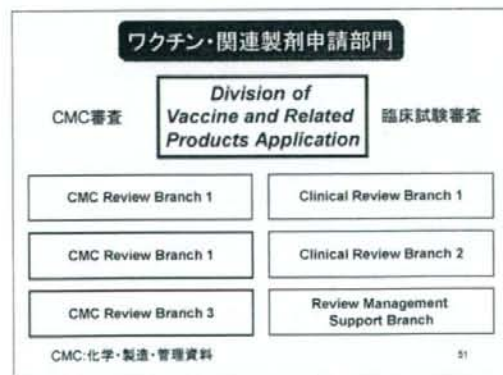 ワクチン・関連製剤申請部門
CMC審査
Division of
Vaccine and Related
Products Application
臨床試験審査
CMC Review Branch 1
Clinical Review Branch 1
CMC Review Branch 1
Clinical Review Branch 2
CMC Review Branch 3
Review Management
Support Branch
CMC:化学・製造・管理資料
51